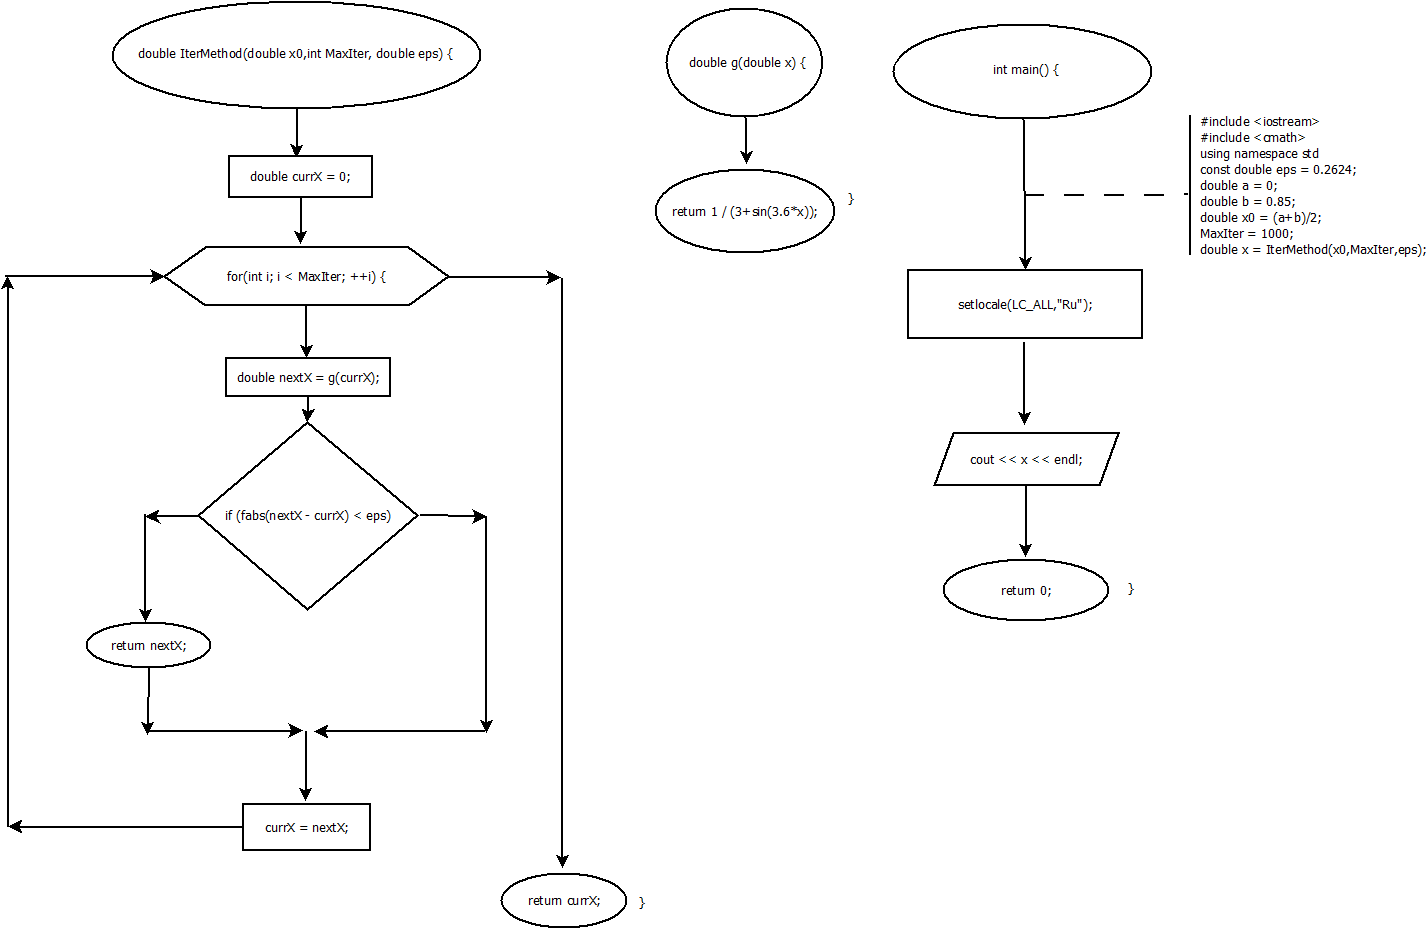 double IterMethod(double x0,int MaxIter, double eps) {
double currX = 0;
for(int i; i < MaxIter; ++i) {
double nextX = g(currX);
if (fabs(nextX - currX) < eps)
return nextX;
currX = nextX;
return currX;
}
double g(double x) {
return 1 / (3+sin(3.6*x));
}
int main() {
#include <iostream>
#include <cmath>
using namespace std
const double eps = 0.2624;
double a = 0;
double b = 0.85;
double x0 = (a+b)/2;
MaxIter = 1000;
double x = IterMethod(x0,MaxIter,eps);
setlocale(LC_ALL,"Ru");
cout << x << endl;
return 0;
}